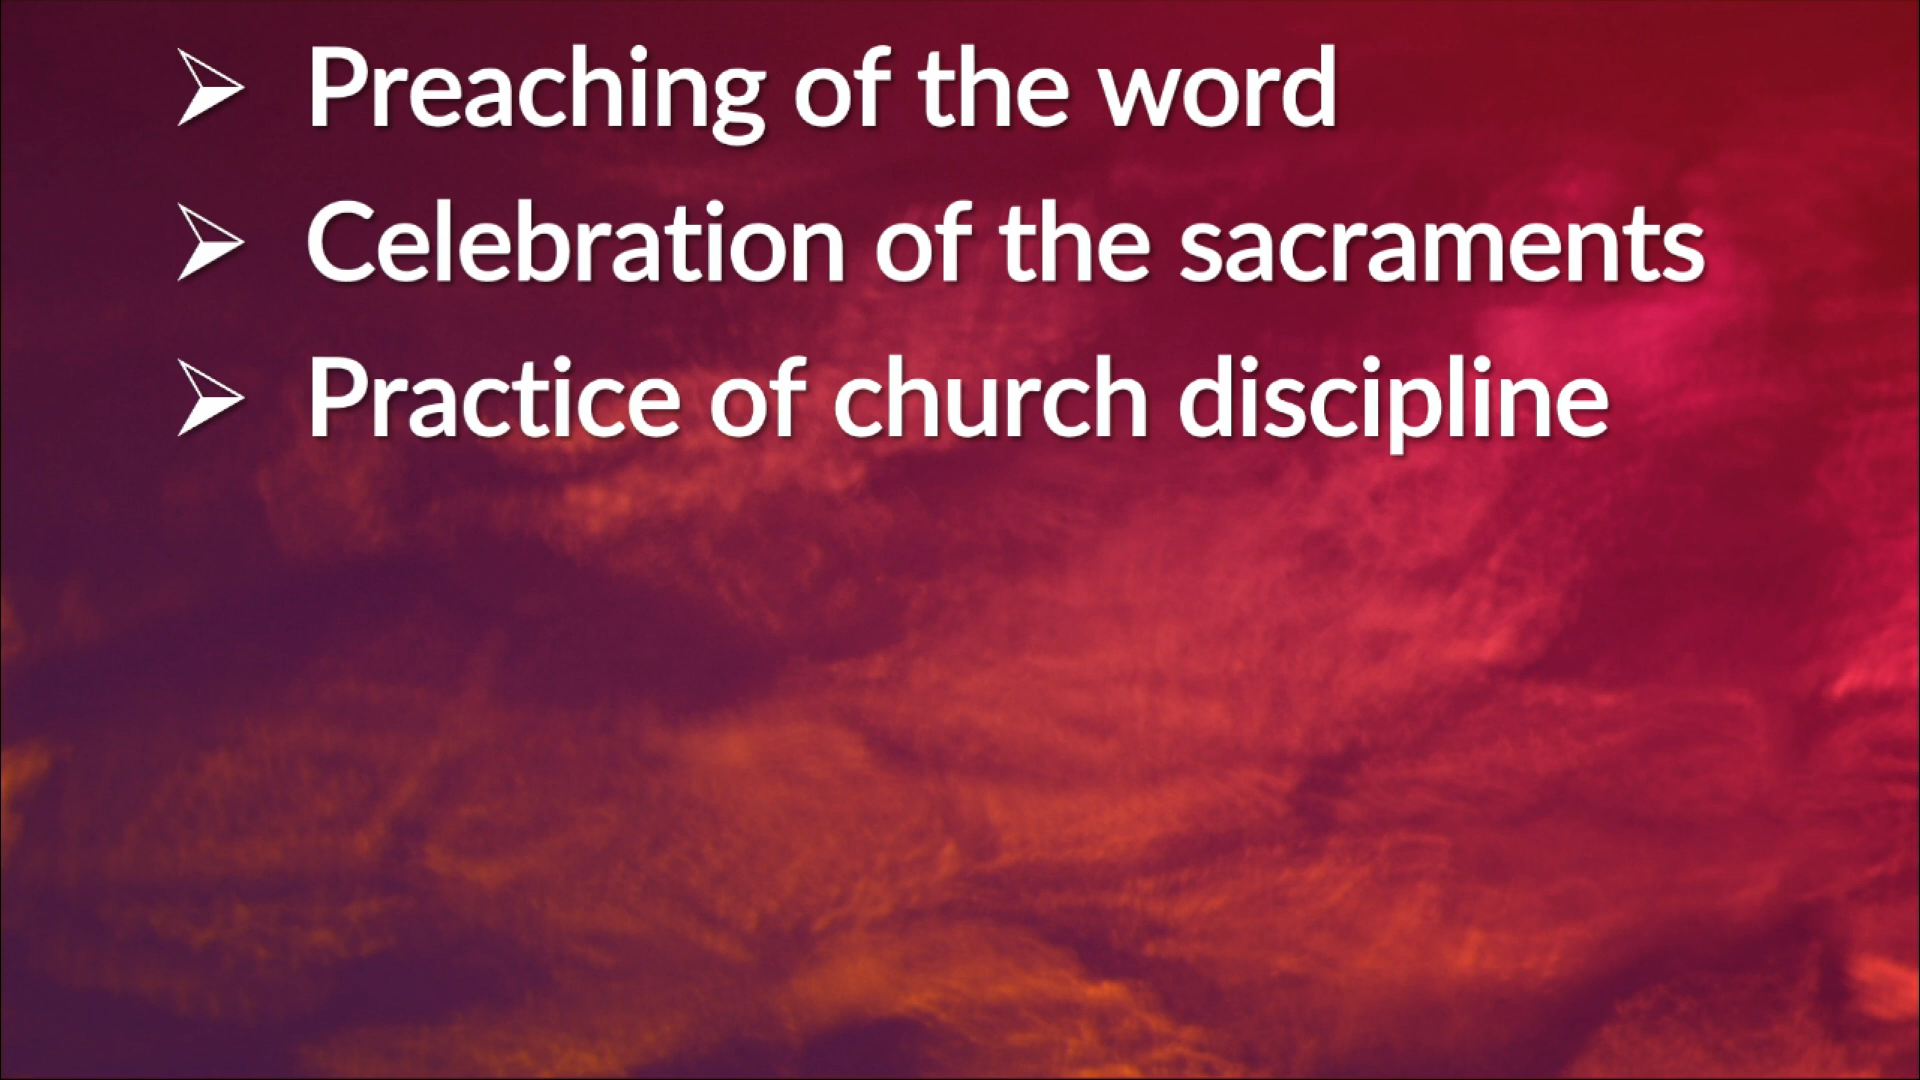 ➢ Preaching of the word
➢ Celebration of the sacraments
➢ Practice of church discipline